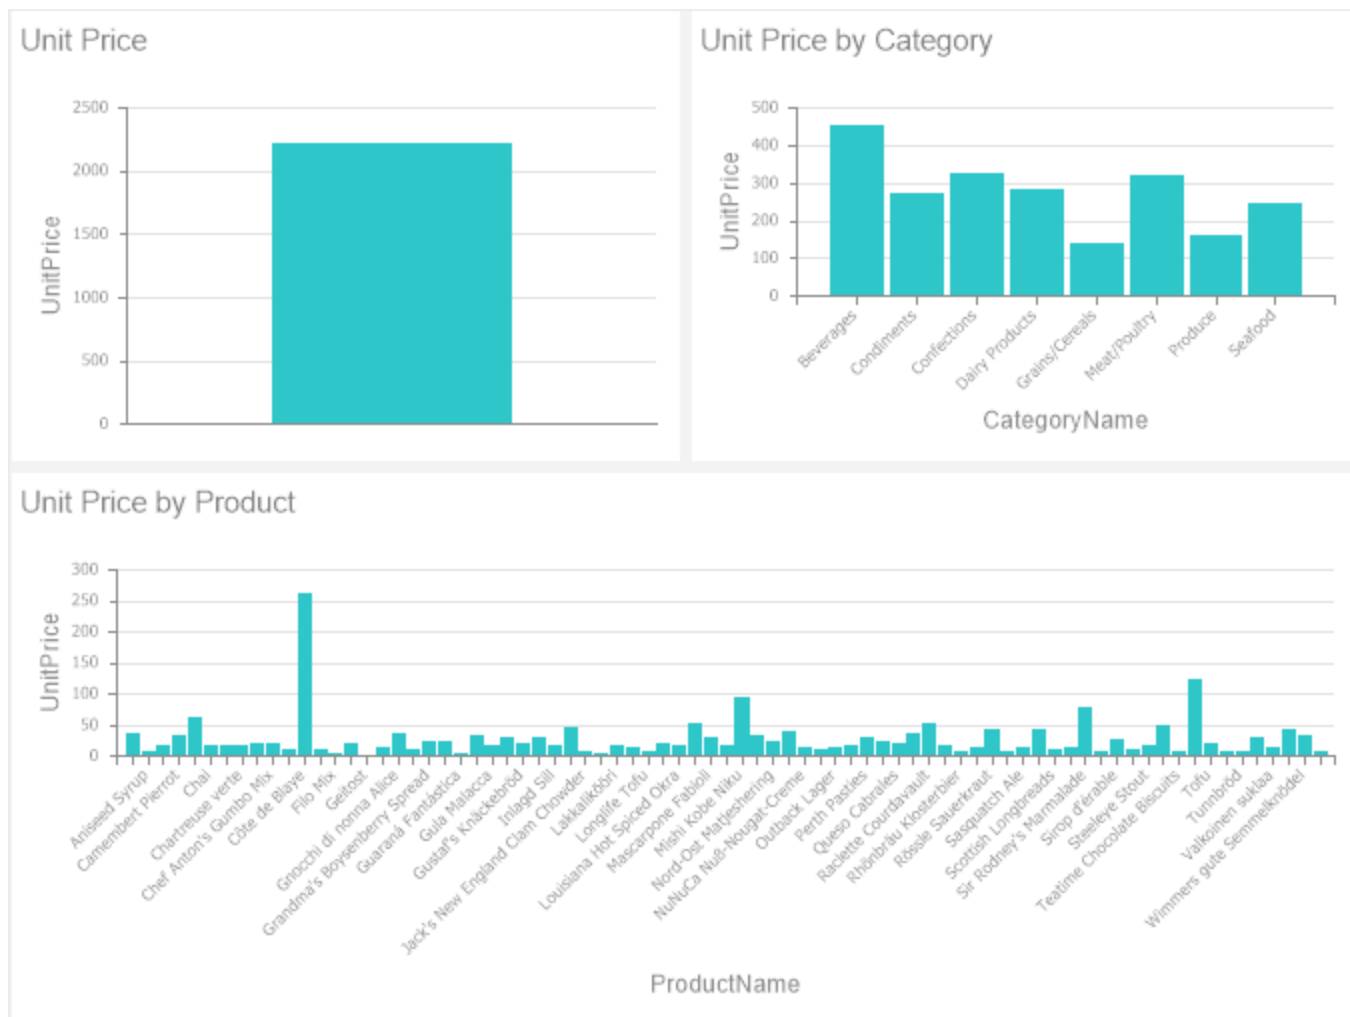 Unit Price
2500
2000
1500
1000
500
0
UnitPrice
Unit Price by Category
500
400
300
200
100
0
UnitPrice
Beverages
Condiments
Confections
Dairy Products
Grains/Cereals
Meat/Poultry
Produce
Seafood
CategoryName
Unit Price by Product
300
250
200
150
100
50
0
UnitPrice
Aniseed Syrup
Camembert Pierrot
Chai
Chartreuse verte
Chef Anton's Gumbo Mix
Côte de Blaye
Filo Mix
Geitost
Gnocchi di nonna Alice
Grandma's Boysenberry Spread
Guaraná Fantástica
Gula Malacca
Gustaf's Knäckebröd
Inlagd Sill
Jack's New England Clam Chowder
Lakkalikööri
Longlife Tofu
Louisiana Hot Spiced Okra
Mascarpone Fabioli
Mishi Kobe Niku
Nord-Ost Matjeshering
NuNuCa Nuß-Nougat-Creme
Outback Lager
Perth Pasties
Queso Cabrales
Raclette Courdavault
Rhönbräu Klosterbier
Rössle Sauerkraut
Sasquatch Ale
Scottish Longbreads
Sir Rodney's Marmalade
Sirop d'érable
Steeleye Stout
Teatime Chocolate Biscuits
Tofu
Tunnbröd
Valkoinen suklaa
Wimmers gute Semmelknödel
ProductName